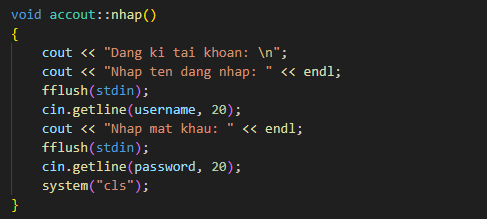 void accout::nhap()
{
    cout << "Dang ki tai khoan: \n";
    cout << "Nhap ten dang nhap: " << endl;
    fflush(stdin);
    cin.getline(username, 20);
    cout << "Nhap mat khau: " << endl;
    fflush(stdin);
    cin.getline(password, 20);
    system("cls");
}